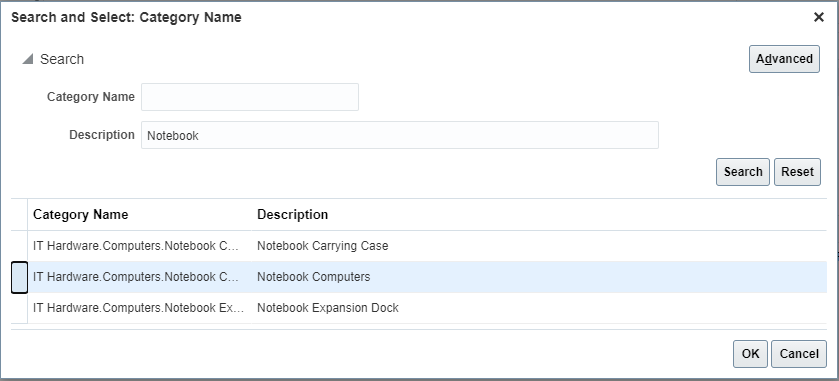 Search and Select: Category Name
Search
Advanced
Category Name
Description Notebook
Search Reset
Category Name Description
IT Hardware.Computers.Notebook C... Notebook Carrying Case
IT Hardware.Computers.Notebook C... Notebook Computers
IT Hardware.Computers.Notebook Ex... Notebook Expansion Dock
OK Cancel